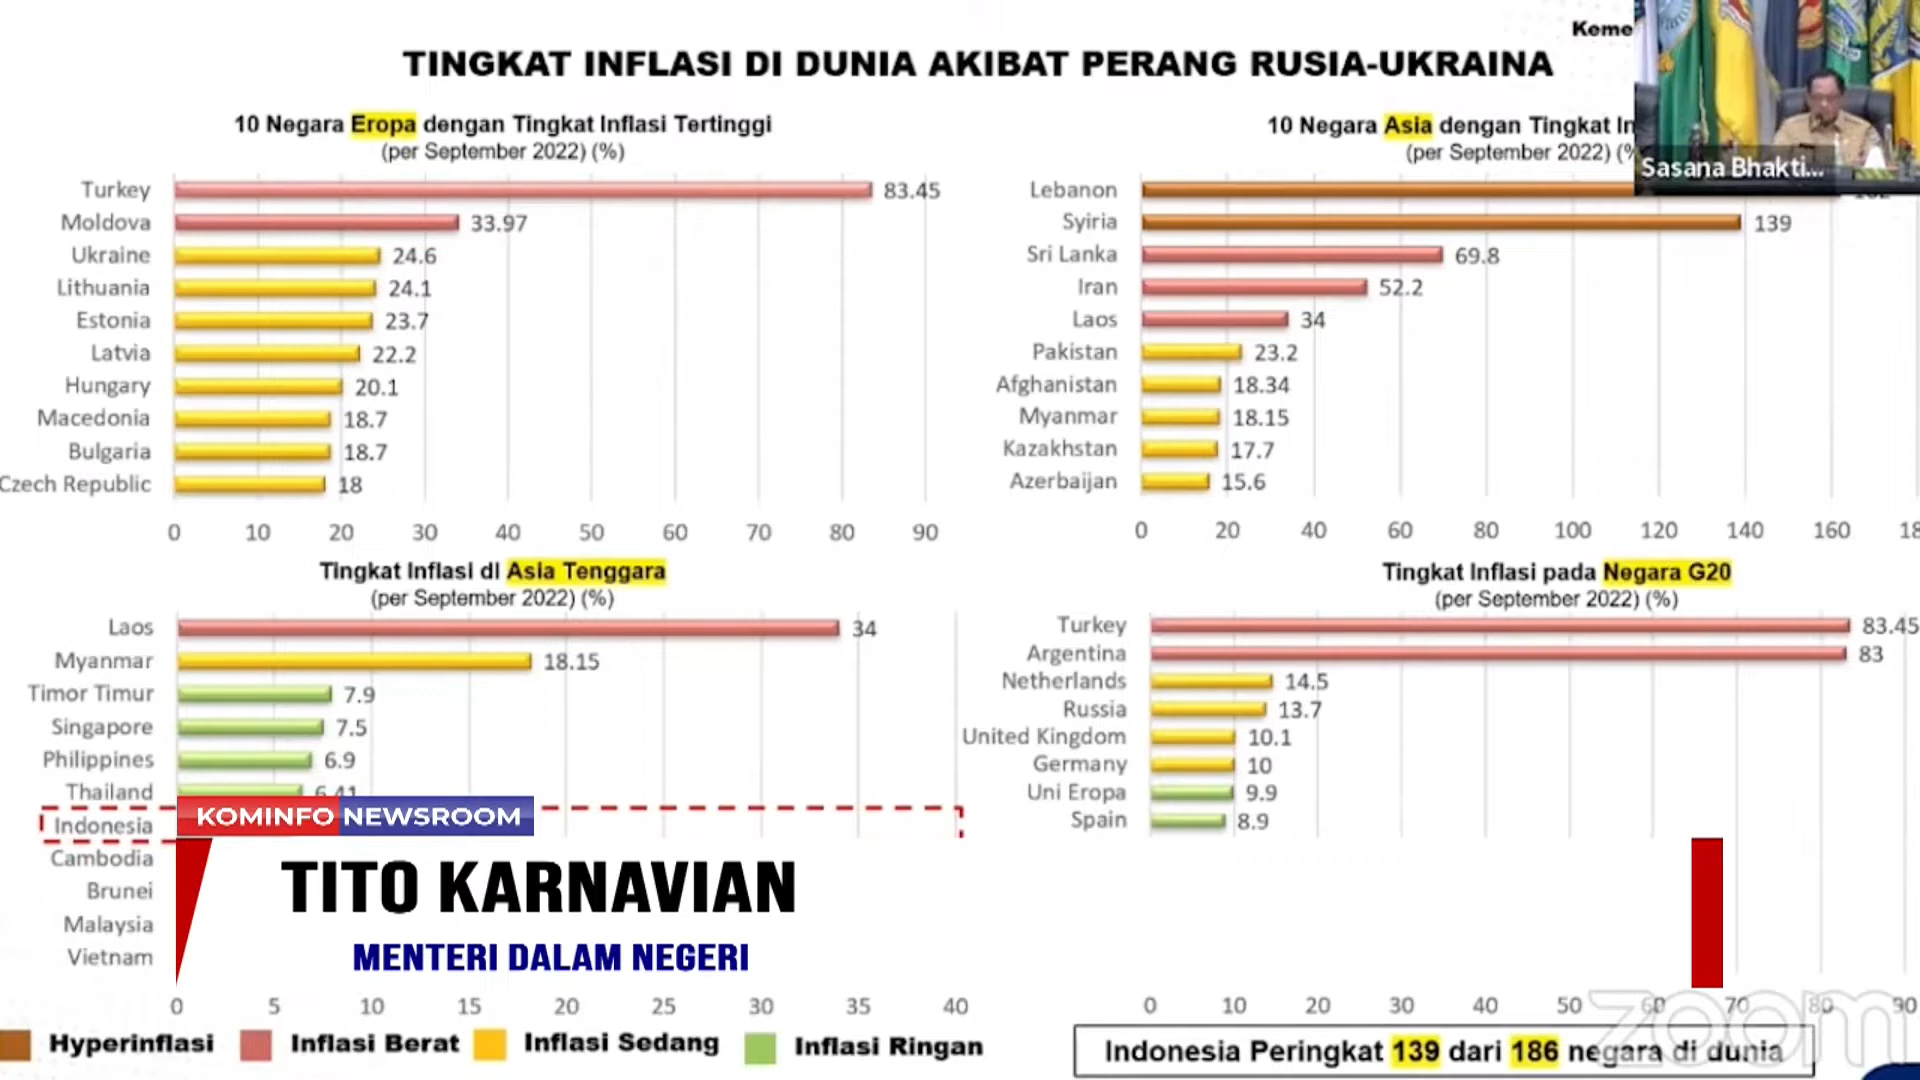 Keme
TINGKAT INFLASI DI DUNIA AKIBAT PERANG RUSIA-UKRAINA
10 Negara Eropa dengan Tingkat Inflasi Tertinggi
(per September 2022) (%)
Turkey 83.45
Moldova 33.97
Ukraine 24.6
Lithuania 24.1
Estonia 23.7
Latvia 22.2
Hungary 20.1
Macedonia 18.7
Bulgaria 18.7
Czech Republic 18
0 10 20 30 40 50 60 70 80 90
10 Negara Asia dengan Tingkat In
(per September 2022) (%
Sasana Bhakti...
Lebanon
Syiria 139
Sri Lanka 69.8
Iran 52.2
Laos 34
Pakistan 23.2
Afghanistan 18.34
Myanmar 18.15
Kazakhstan 17.7
Azerbaijan 15.6
0 20 40 60 80 100 120 140 160 18
Tingkat Inflasi di Asia Tenggara
(per September 2022) (%)
Laos 34
Myanmar 18.15
Timor Timur 7.9
Singapore 7.5
Philippines 6.9
Thailand 6.41
Indonesia
Cambodia
Brunei
Malaysia
Vietnam
0 5 10 15 20 25 30 35 40
Tingkat Inflasi pada Negara G20
(per September 2022) (%)
Turkey 83.45
Argentina 83
Netherlands 14.5
Russia 13.7
United Kingdom 10.1
Germany 10
Uni Eropa 9.9
Spain 8.9
0 10 20 30 40 50 60 70 80 90
KOMINFO NEWSROOM
TITO KARNAVIAN
MENTERI DALAM NEGERI
Hyperinflasi Inflasi Berat Inflasi Sedang Inflasi Ringan
Indonesia Peringkat 139 dari 186 negara di dunia
zoom